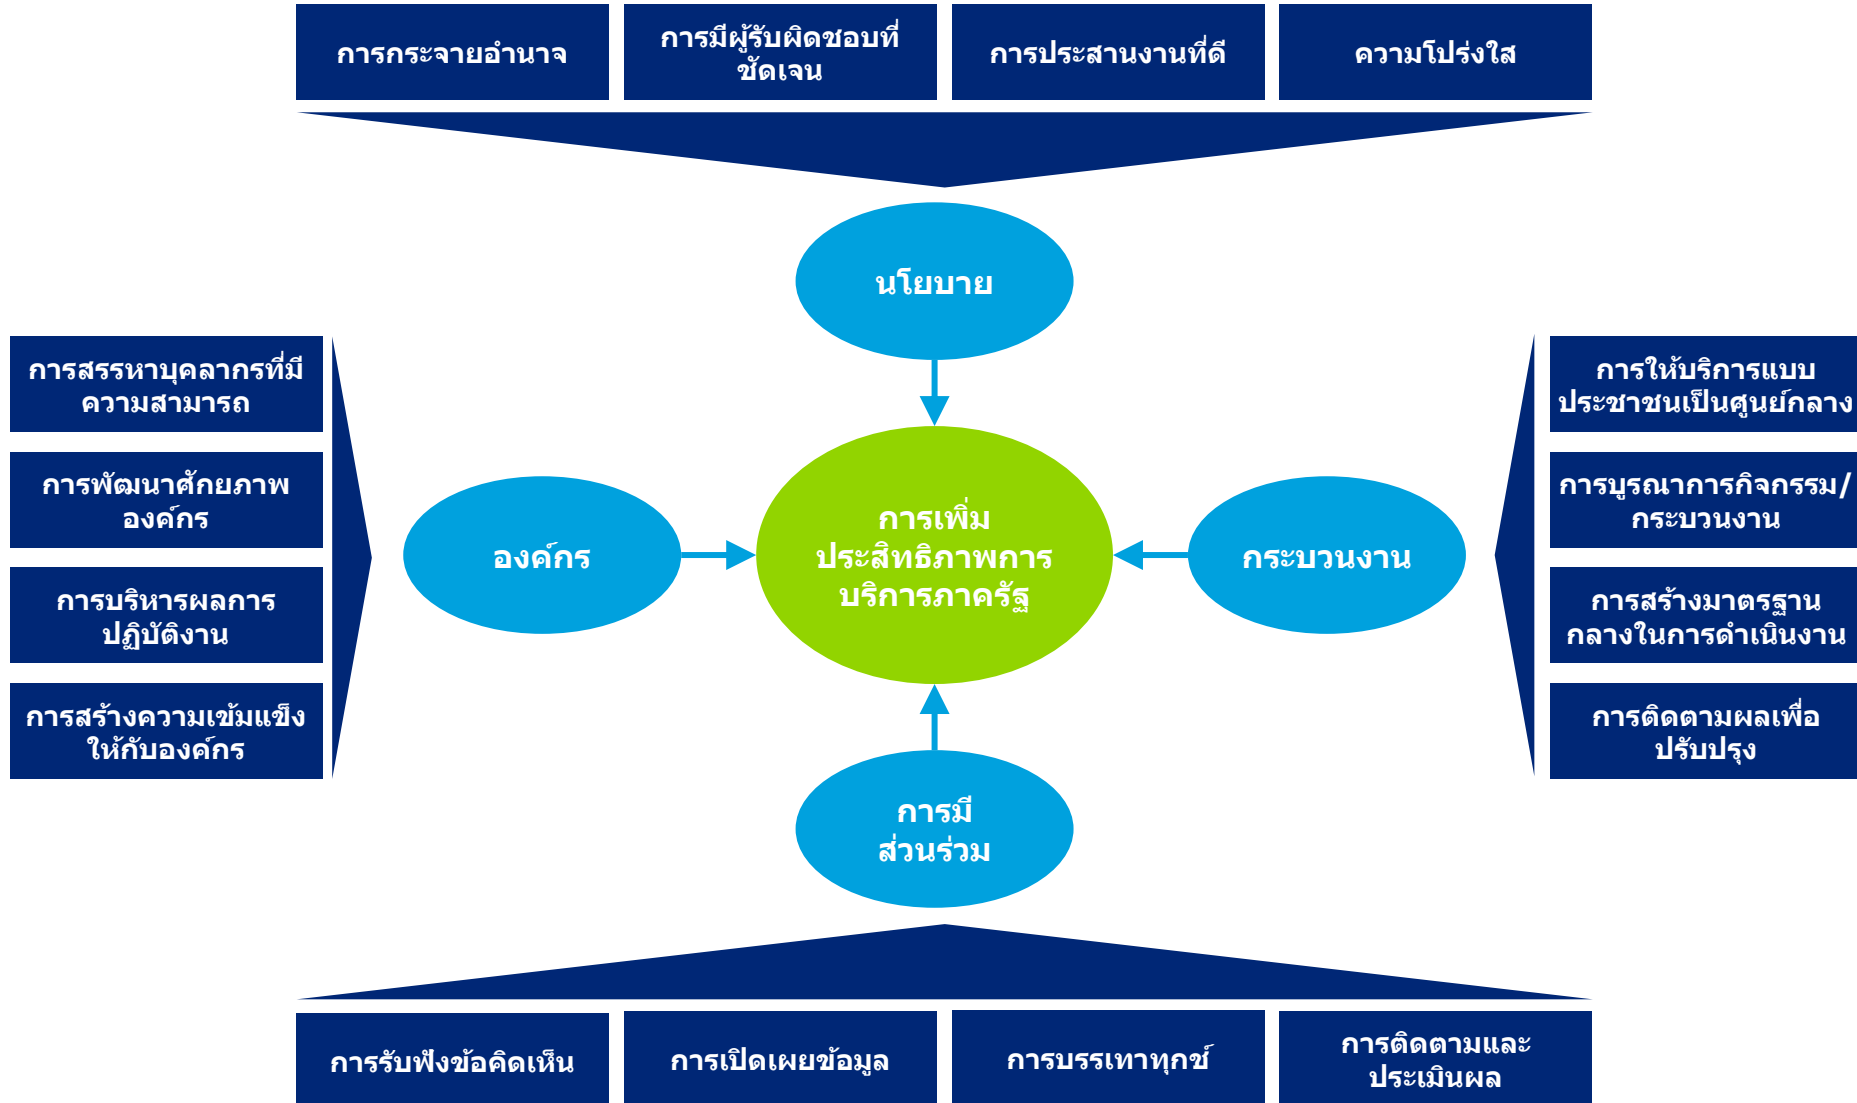 การกระจายอำนาจ
การมีผู้รับผิดชอบที่
ชัดเจน
การประสานงานที่ดี
ความโปร่งใส
นโยบาย
การสรรหาบุคลากรที่มี
ความสามารถ
การพัฒนาศักยภาพ
องค์กร
การบริหารผลการ
ปฏิบัติงาน
การสร้างความเข้มแข็ง
ให้กับองค์กร
องค์กร
การเพิ่ม
ประสิทธิภาพการ
บริการภาครัฐ
กระบวนงาน
การให้บริการแบบ
ประชาชนเป็นศูนย์กลาง
การบูรณาการกิจกรรม/
กระบวนงาน
การสร้างมาตรฐาน
กลางในการดำเนินงาน
การติดตามผลเพื่อ
ปรับปรุง
การมี
ส่วนร่วม
การรับฟังข้อคิดเห็น
การเปิดเผยข้อมูล
การบรรเทาทุกช์
การติดตามและ
ประเมินผล